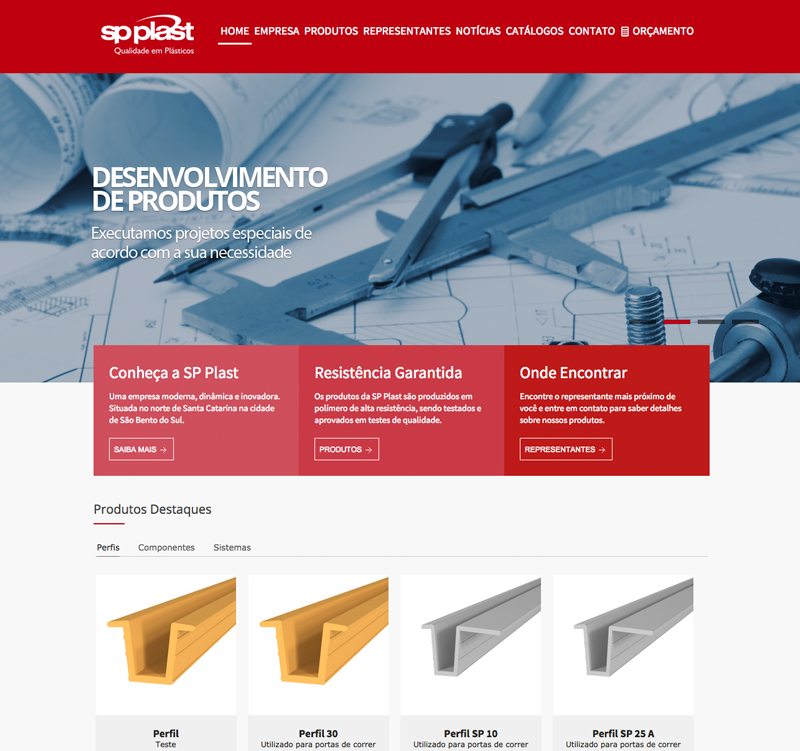 sp plast
Qualidade em Plásticos
HOME EMPRESA PRODUTOS REPRESENTANTES NOTÍCIAS CATÁLOGOS CONTATO ORÇAMENTO
DESENVOLVIMENTO
DE PRODUTOS
Executamos projetos especiais de
acordo com a sua necessidade
Conheça a SP Plast
Uma empresa moderna, dinâmica e inovadora.
Situada no norte de Santa Catarina na cidade
de São Bento do Sul.
SAIBA MAIS →
Resistência Garantida
Os produtos da SP Plast são produzidos em
polímero de alta resistência, sendo testados e
aprovados em testes de qualidade.
PRODUTOS →
Onde Encontrar
Encontre o representante mais próximo de
você e entre em contato para saber detalhes
sobre nossos produtos.
REPRESENTANTES →
Produtos Destaques
Perfis Componentes Sistemas
Perfil
Teste
Perfil 30
Utilizado para portas de correr
Perfil SP 10
Utilizado para portas de correr
Perfil SP 25 A
Utilizado para portas de correr